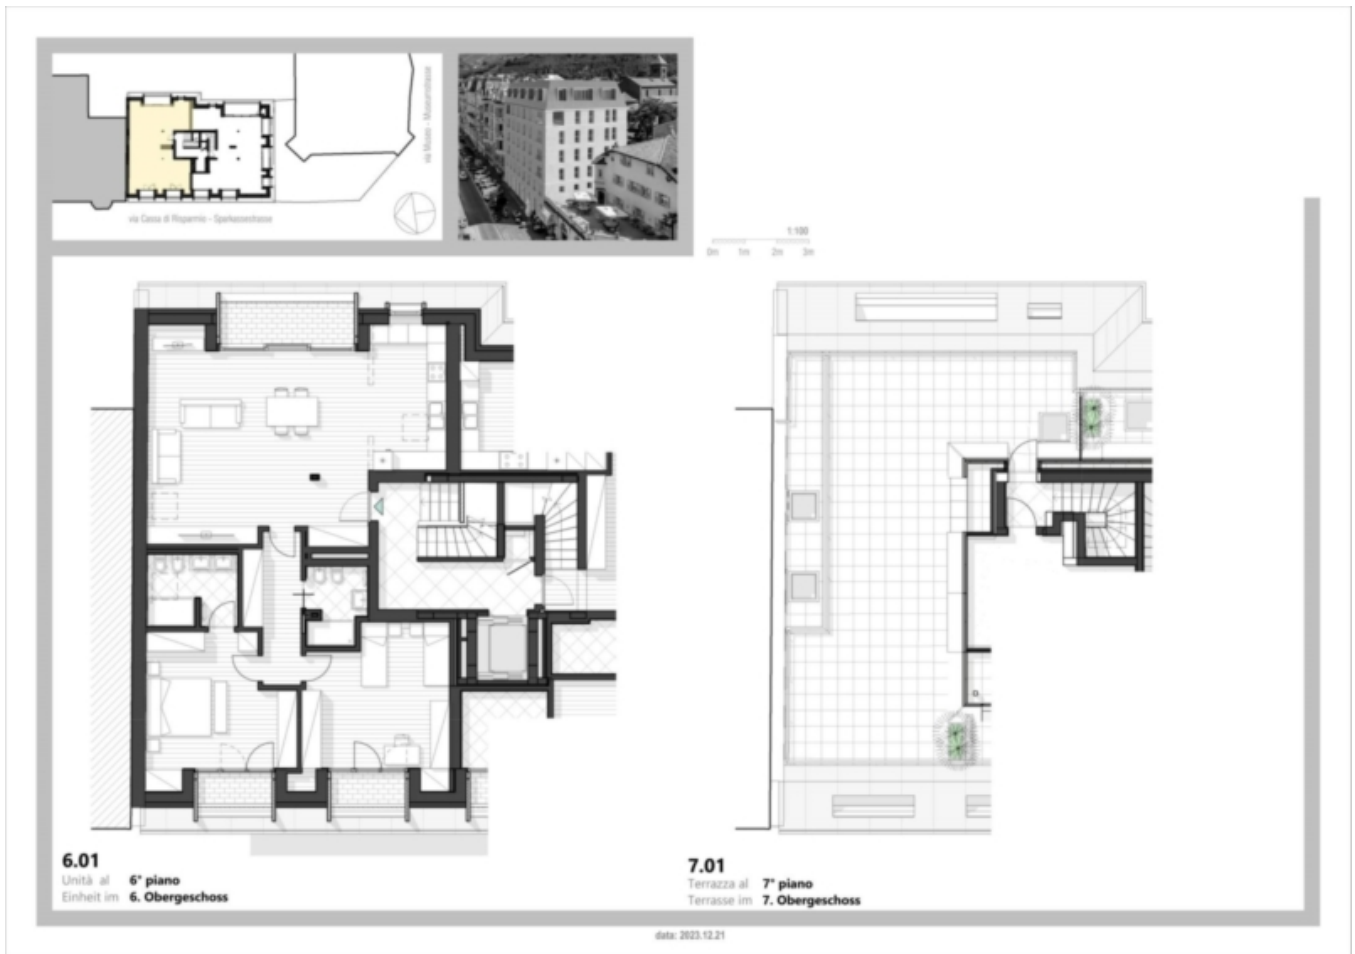 via Museo - Museumstrasse
via Cassa di Risparmio - Sparkassestrasse
1:100
0m 1m 2m 3m
6.01
Unità al 6° piano
Einheit im 6. Obergeschoss
7.01
Terrazza al 7° piano
Terrasse im 7. Obergeschoss
data: 2023.12.21